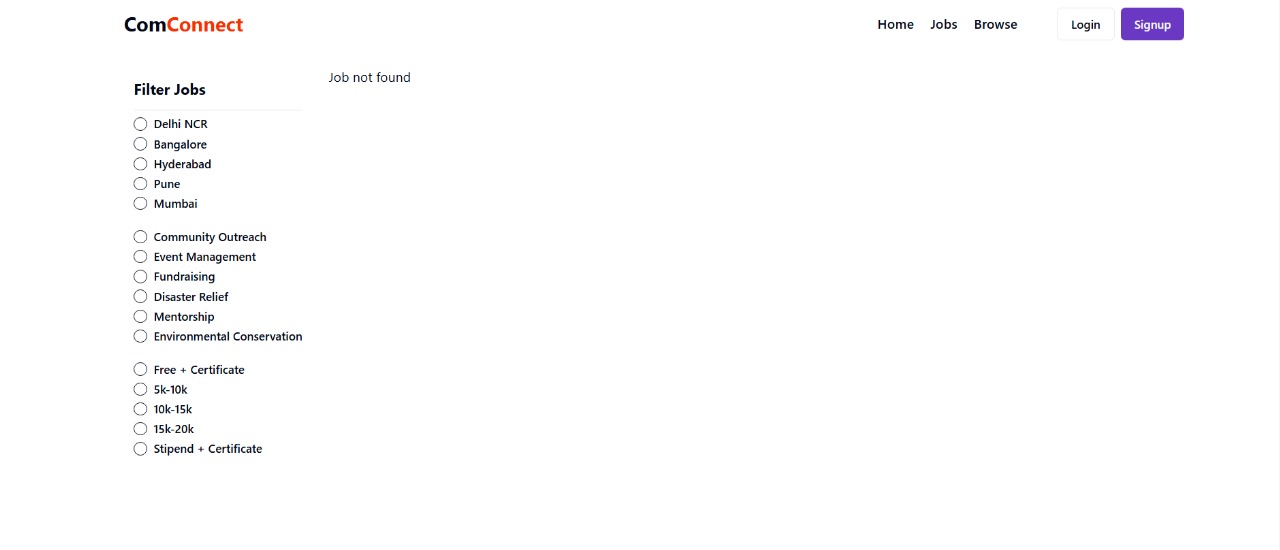 ComConnect
Home Jobs Browse Login Signup
Filter Jobs
Job not found
Delhi NCR
Bangalore
Hyderabad
Pune
Mumbai
Community Outreach
Event Management
Fundraising
Disaster Relief
Mentorship
Environmental Conservation
Free + Certificate
5k-10k
10k-15k
15k-20k
Stipend + Certificate